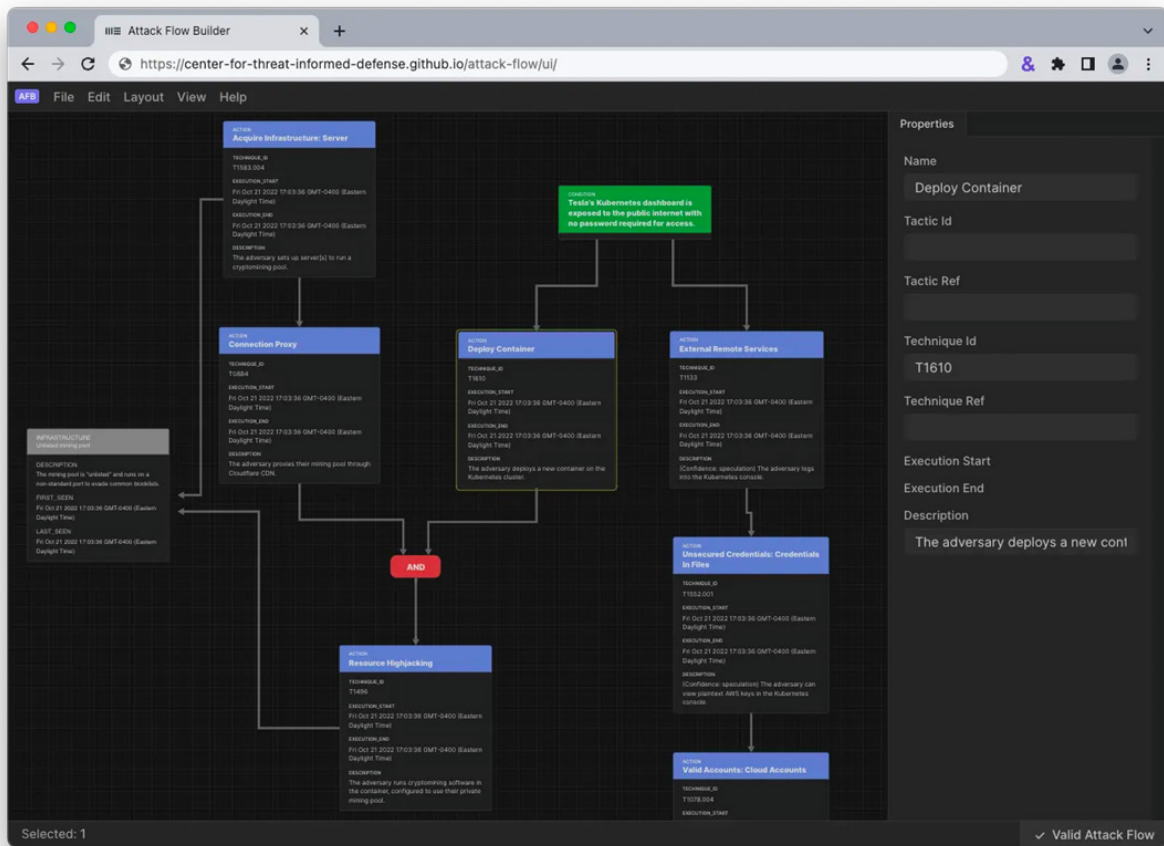 Attack Flow Builder
https://center-for-threat-informed-defense.github.io/attack-flow/ui/
AFB File Edit Layout View Help
ACTION
Acquire Infrastructure: Server
TECHNIQUE_ID
T1583.004
EXECUTION_START
Fri Oct 21 2022 17:03:36 GMT-0400 (Eastern
Daylight Time)
EXECUTION_END
Fri Oct 21 2022 17:03:36 GMT-0400 (Eastern
Daylight Time)
DESCRIPTION
The adversary sets up server[s] to run a
cryptomining pool.
CONDITION
Tesla's Kubernetes dashboard is
exposed to the public internet with
no password required for access.
ACTION
Connection Proxy
TECHNIQUE_ID
T0884
EXECUTION_START
Fri Oct 21 2022 17:03:36 GMT-0400 (Eastern
Daylight Time)
EXECUTION_END
Fri Oct 21 2022 17:03:36 GMT-0400 (Eastern
Daylight Time)
DESCRIPTION
The adversary proxies their mining pool through
Cloudflare CDN.
ACTION
Deploy Container
TECHNIQUE_ID
T1610
EXECUTION_START
Fri Oct 21 2022 17:03:36 GMT-0400 (Eastern
Daylight Time)
EXECUTION_END
Fri Oct 21 2022 17:03:36 GMT-0400 (Eastern
Daylight Time)
DESCRIPTION
The adversary deploys a new container on the
Kubernetes cluster.
ACTION
External Remote Services
TECHNIQUE_ID
T1133
EXECUTION_START
Fri Oct 21 2022 17:03:36 GMT-0400 (Eastern
Daylight Time)
EXECUTION_END
Fri Oct 21 2022 17:03:36 GMT-0400 (Eastern
Daylight Time)
DESCRIPTION
(Confidence: speculation) The adversary logs
into the Kubernetes console.
INFRASTRUCTURE
Unlisted mining pool
DESCRIPTION
The mining pool is "unlisted" and runs on a
non-standard port to evade common blocklists.
FIRST_SEEN
Fri Oct 21 2022 17:03:36 GMT-0400 (Eastern
Daylight Time)
LAST_SEEN
Fri Oct 21 2022 17:03:36 GMT-0400 (Eastern
Daylight Time)
AND
ACTION
Unsecured Credentials: Credentials
In Files
TECHNIQUE_ID
T1552.001
EXECUTION_START
Fri Oct 21 2022 17:03:36 GMT-0400 (Eastern
Daylight Time)
EXECUTION_END
Fri Oct 21 2022 17:03:36 GMT-0400 (Eastern
Daylight Time)
DESCRIPTION
(Confidence: speculation) The adversary can
view plaintext AWS keys in the Kubernetes
console.
ACTION
Resource Highjacking
TECHNIQUE_ID
T1496
EXECUTION_START
Fri Oct 21 2022 17:03:36 GMT-0400 (Eastern
Daylight Time)
EXECUTION_END
Fri Oct 21 2022 17:03:36 GMT-0400 (Eastern
Daylight Time)
DESCRIPTION
The adversary runs cryptomining software in
the container, configured to use their private
mining pool.
ACTION
Valid Accounts: Cloud Accounts
TECHNIQUE_ID
T1078.004
EXECUTION_START
Properties
Name
Deploy Container
Tactic Id
Tactic Ref
Technique Id
T1610
Technique Ref
Execution Start
Execution End
Description
The adversary deploys a new cont
Selected: 1
Valid Attack Flow